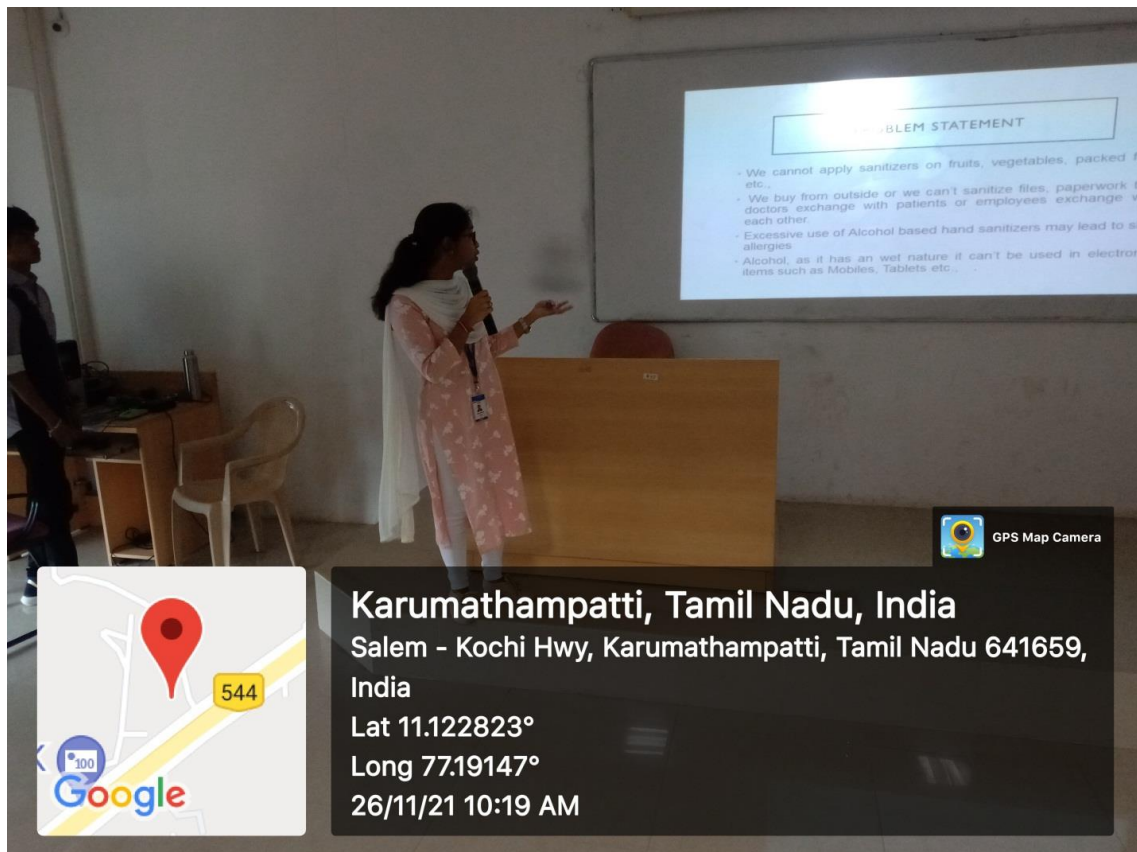 BLEM STATEMENT
- We cannot apply sanitizers on fruits, vegetables, packed
etc.,
- We buy from outside or we can't sanitize files, paperwork
doctors exchange with patients or employees exchange
each other.
- Excessive use of Alcohol based hand sanitizers may lead to
allergies
- Alcohol, as it has an wet nature it can't be used in
items such as Mobiles, Tablets etc.,
GPS Map Camera
Karumathampatti, Tamil Nadu, India
Salem - Kochi Hwy, Karumathampatti, Tamil Nadu 641659,
India
Lat 11.122823°
Long 77.19147°
26/11/21 10:19 AM
544
100
Google